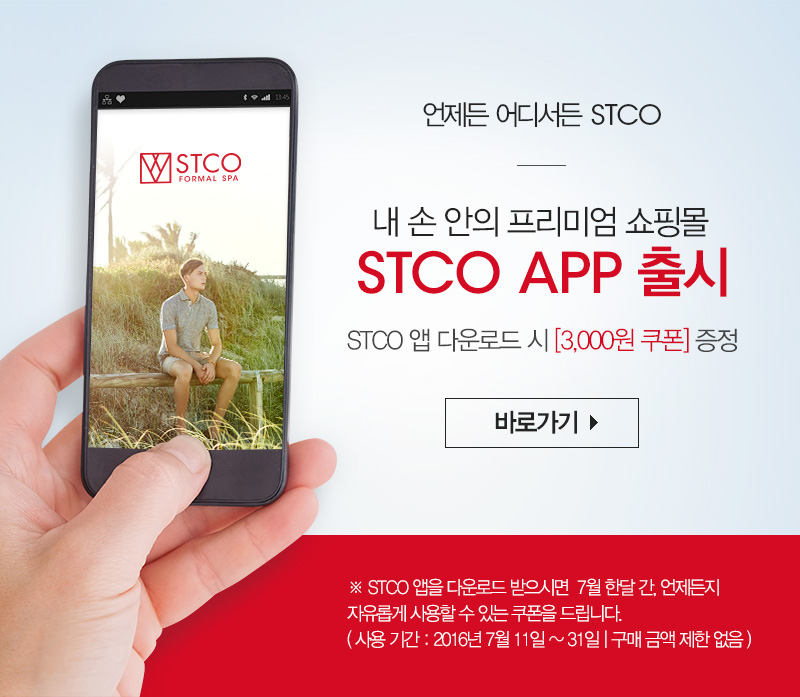 11:45
STCO
FORMAL SPA
언제든 어디서든 STCO
내 손 안의 프리미엄 쇼핑몰
STCO APP 출시
STCO 앱 다운로드 시 [3,000원 쿠폰] 증정
바로가기
※ STCO 앱을 다운로드 받으시면 7월 한달 간, 언제든지
자유롭게 사용할 수 있는 쿠폰을 드립니다.
( 사용 기간 : 2016년 7월 11일 ~ 31일 | 구매 금액 제한 없음 )